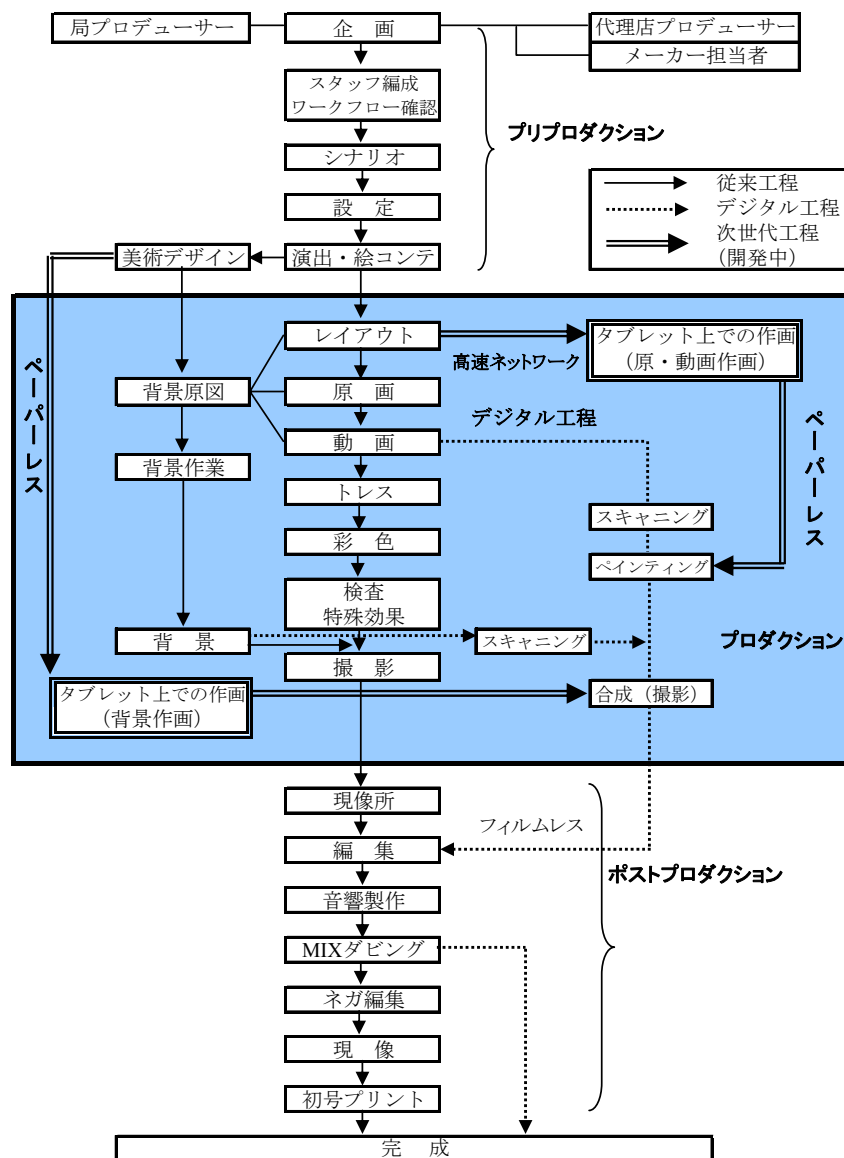 局プロデューサー
企　画
代理店プロデューサー
メーカー担当者
スタッフ編成
ワークフロー確認
プリプロダクション
シナリオ
従来工程
デジタル工程
次世代工程
(開発中)
設　定
美術デザイン
演出・絵コンテ
レイアウト
タブレット上での作画
(原・動画作画)
高速ネットワーク
ペーパーレス
背景原図
原　画
デジタル工程
ペーパーレス
動　画
背景作業
トレス
スキャニング
彩　色
ペインティング
検査
特殊効果
背　景
スキャニング
プロダクション
撮　影
タブレット上での作画
(背景作画)
合成（撮影）
現像所
フィルムレス
編　集
ポストプロダクション
音響製作
MIXダビング
ネガ編集
現　像
初号プリント
完　成